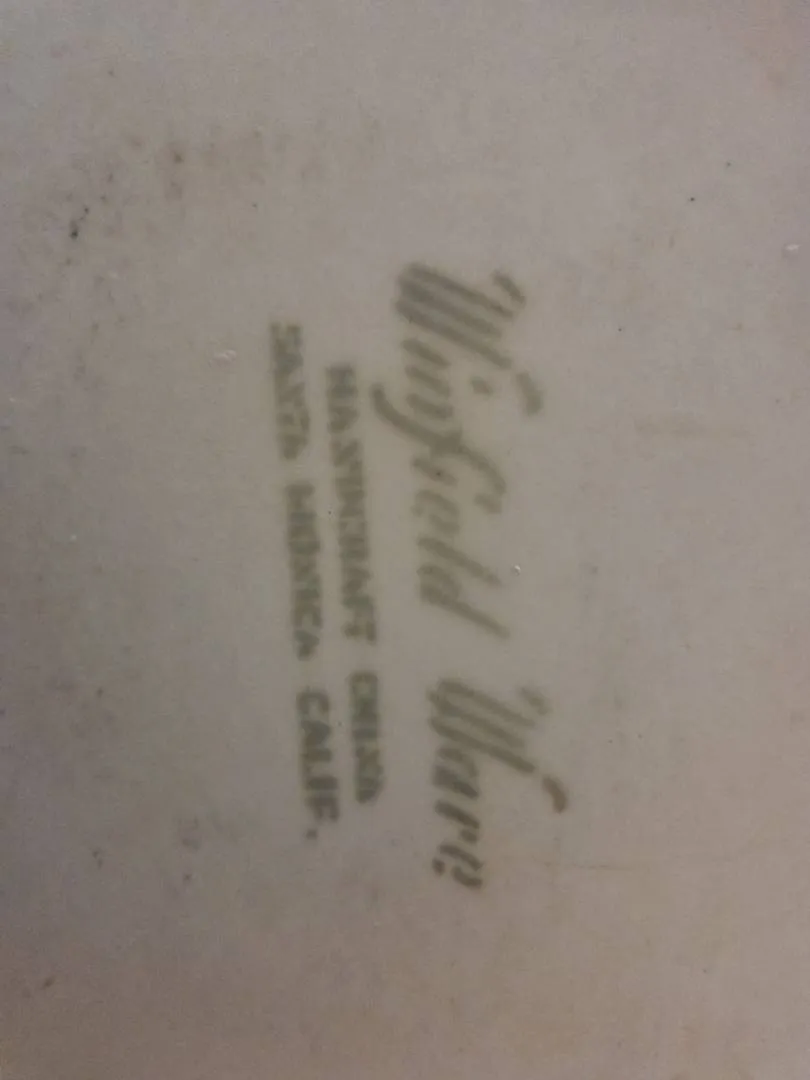 Winfield Ware
HANDCRAFT CHINA
SANTA MONICA CALIF.